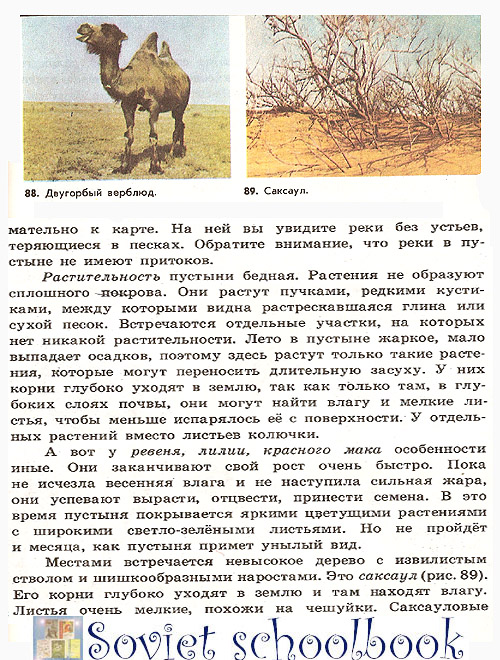 88. Двугорбый верблюд.
89. Саксаул.
мательно к карте. На ней вы увидите реки без устьев,
теряющиеся в песках. Обратите внимание, что реки в пу-
стыне не имеют притоков.
Растительность пустыни бедная. Растения не образуют
сплошного покрова. Они растут пучками, редкими кусти-
ками, между которыми видна растрескавшаяся глина или
сухой песок. Встречаются отдельные участки, на которых
нет никакой растительности. Лето в пустыне жаркое, мало
выпадает осадков, поэтому здесь растут только такие расте-
ния, которые могут переносить длительную засуху. У них
корни глубоко уходят в землю, так как только там, в глу-
боких слоях почвы, они могут найти влагу и мелкие ли-
стья, чтобы меньше испарялось её с поверхности. У отдель-
ных растений вместо листьев колючки.
А вот у ревеня, лилии, красного мака особенности
иные. Они заканчивают свой рост очень быстро. Пока
не исчезла весенняя влага и не наступила сильная жара,
они успевают вырасти, отцвести, принести семена. В это
время пустыня покрывается яркими цветущими растениями
с широкими светло-зелёными листьями. Но не пройдёт
и месяца, как пустыня примет унылый вид.
Местами встречается невысокое дерево с извилистым
стволом и шишкообразными наростами. Это саксаул (рис. 89).
Его корни глубоко уходят в землю и там находят влагу.
Листья очень мелкие, похожи на чешуйки. Саксауловые
Soviet schoolbook